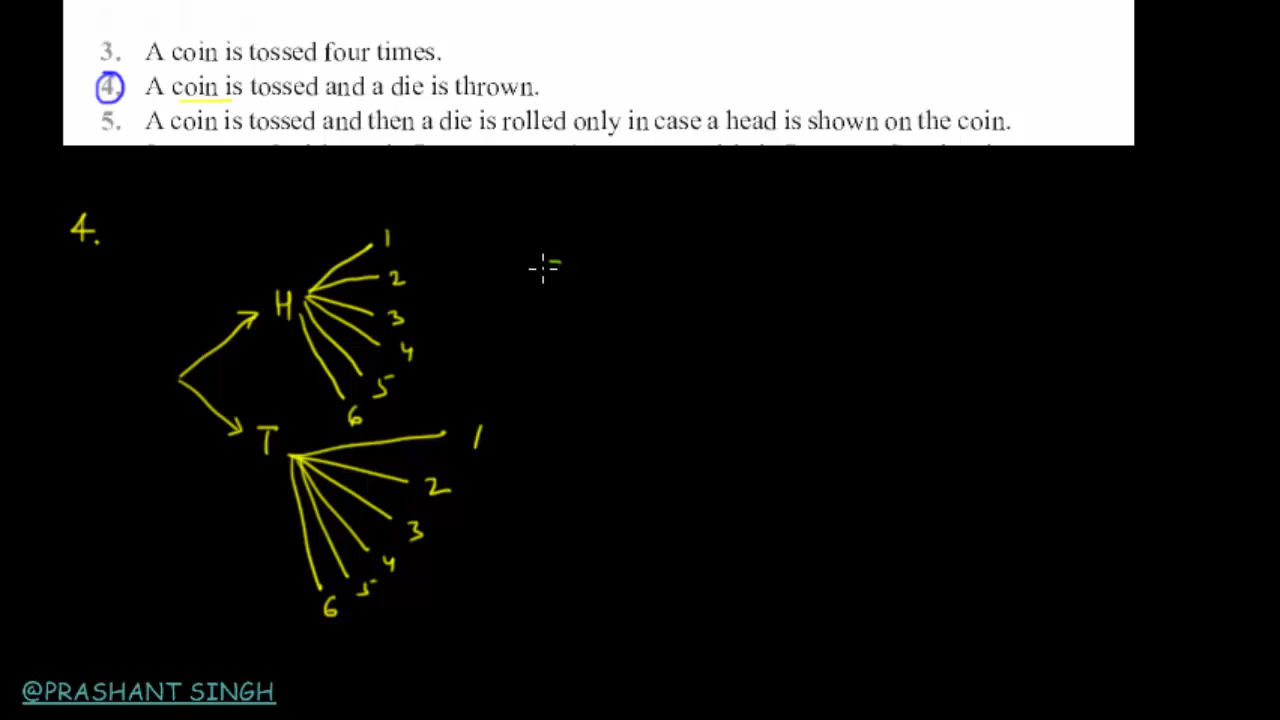 3. A coin is tossed four times.
4. A coin is tossed and a die is thrown.
5. A coin is tossed and then a die is rolled only in case a head is shown on the coin.
4.
H
1
2
3
4
5
6
T
1
2
3
4
5
6
@PRASHANT SINGH